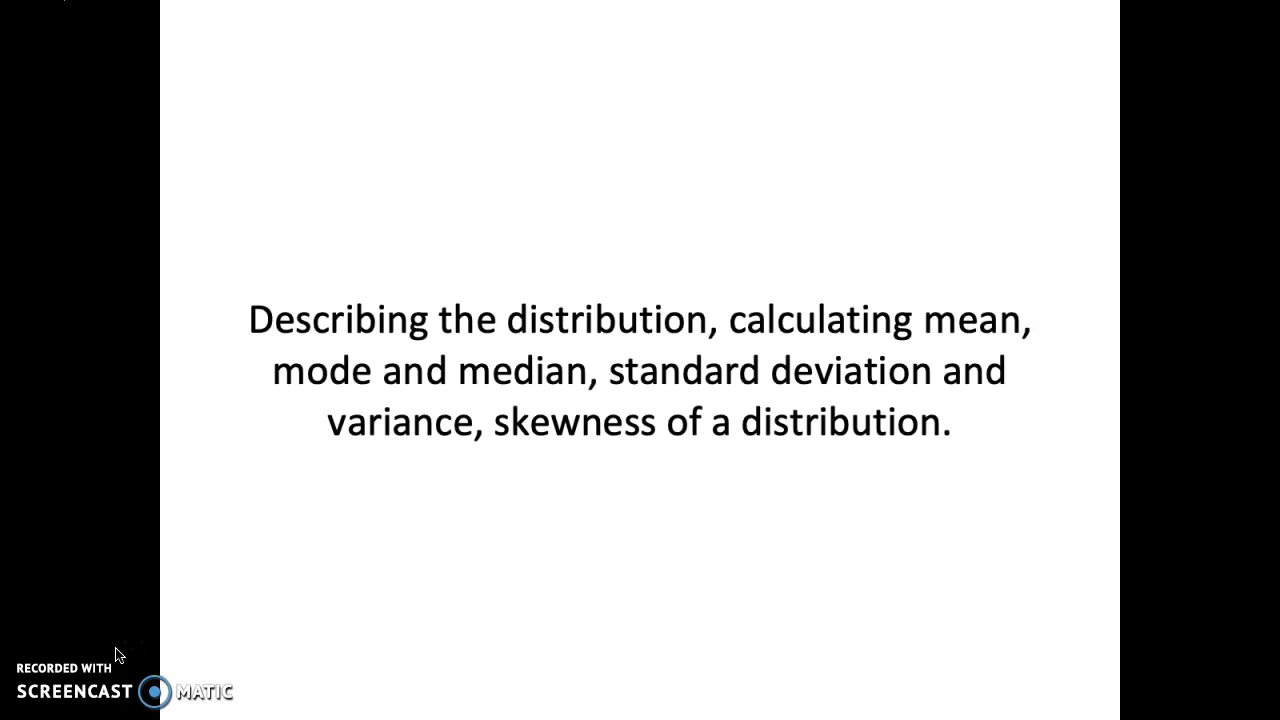 Describing the distribution, calculating mean,
mode and median, standard deviation and
variance, skewness of a distribution.
RECORDED WITH
SCREENCAST MATIC